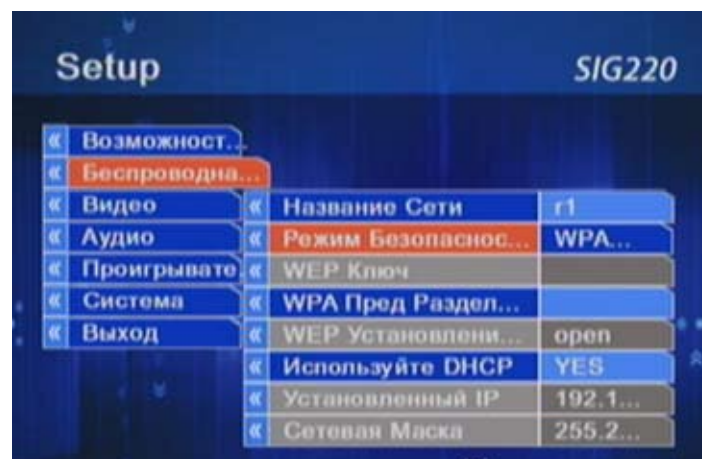 Setup SIG220
Возможност...
Беспроводна...
Видео « Название Сети r1
Аудио « Режим Безопаснос... WPA...
Проигрывате. « WEP Ключ
Система « WPA Пред Раздел...
Выход « WEP Установлени... open
« Используйте DHCP YES
« Установленный IP 192.1...
« Сетевая Маска 255.2...